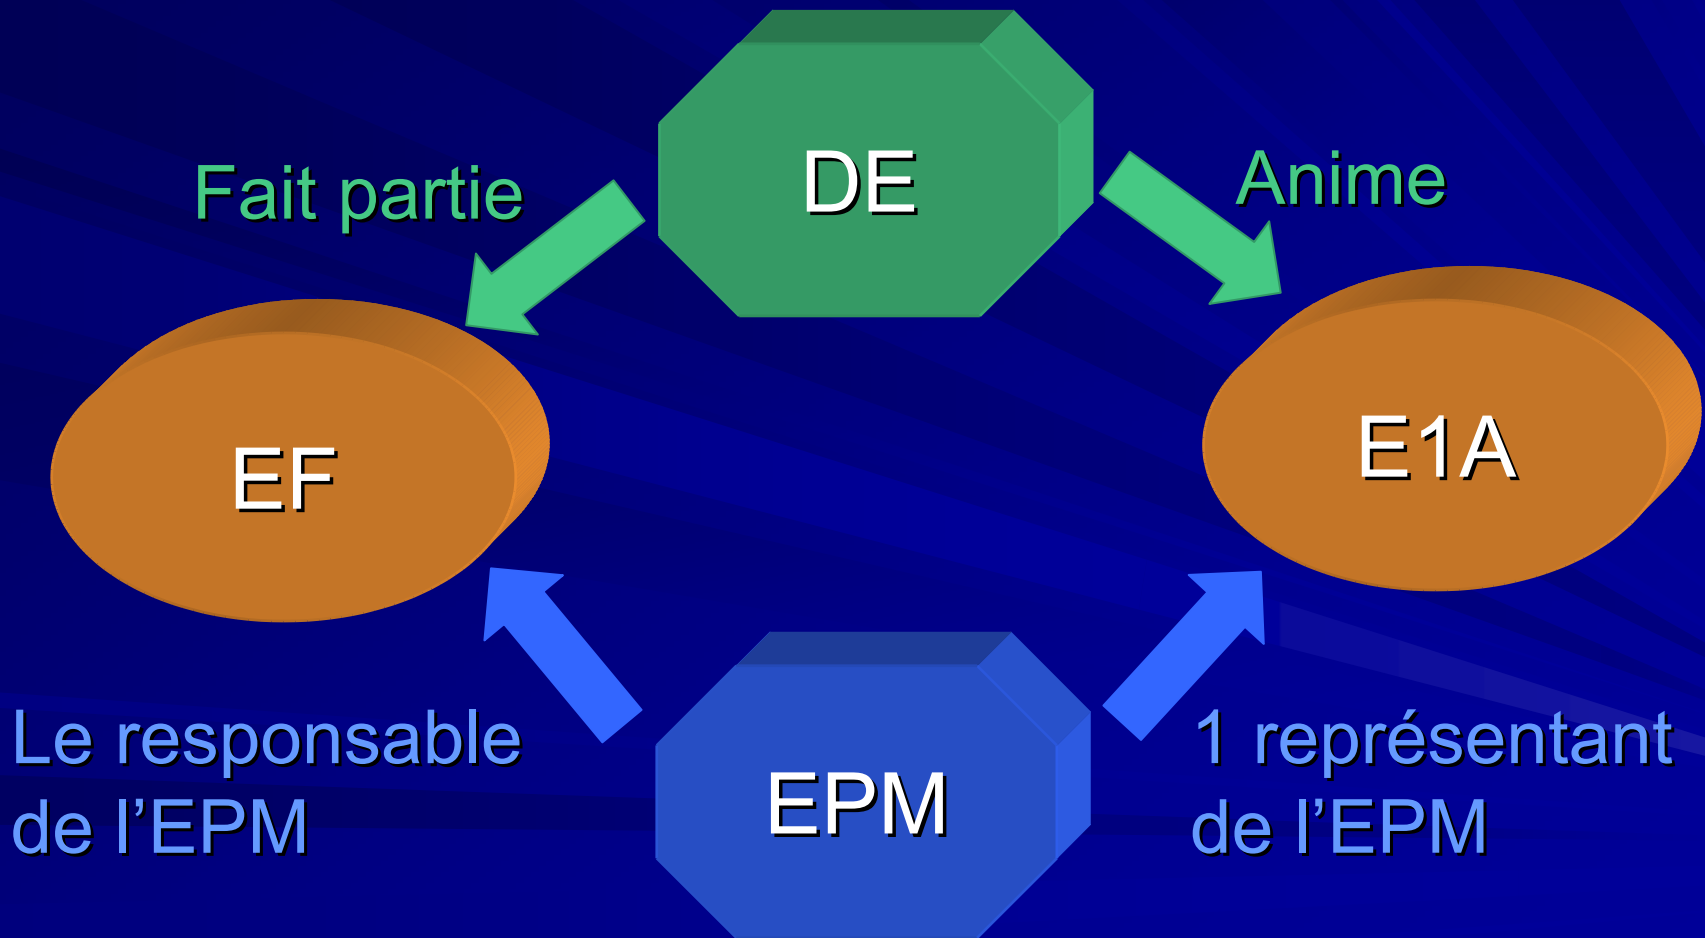 DE
Fait partie
Anime
EF
E1A
Le responsable
de l’EPM
EPM
1 représentant
de l’EPM